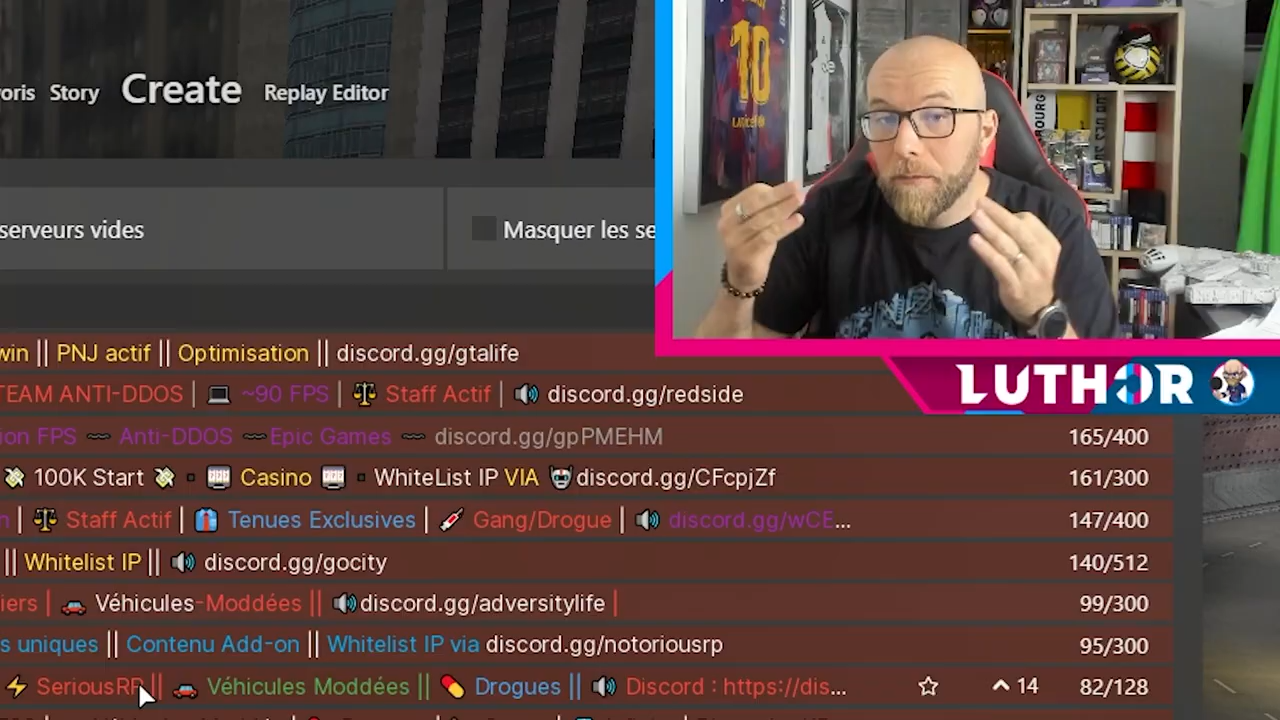 oris Story Create Replay Editor
serveurs vides
Masquer les se
10
unicef
LUTHOR
win || PNJ actif || Optimisation || discord.gg/gtalife
TEAM ANTI-DDOS | 💻 ~90 FPS | ⚖️ Staff Actif | 🔊 discord.gg/redside
ion FPS 〰 Anti-DDOS 〰 Epic Games 〰 discord.gg/gpPMEHM 165/400
💸 100K Start 💸 ▪ 🎰 Casino 🎰 ▪ WhiteList IP VIA 🤖 discord.gg/CFcpjZf 161/300
h | ⚖️ Staff Actif | 👔 Tenues Exclusives | 💉 Gang/Drogue | 🔊 discord.gg/wCE... 147/400
|| Whitelist IP || 🔊 discord.gg/gocity 140/512
iers | 🚗 Véhicules-Moddées || 🔊 discord.gg/adversitylife | 99/300
s uniques || Contenu Add-on || Whitelist IP via discord.gg/notoriousrp 95/300
⚡ SeriousRP || 🚗 Véhicules Moddées || 💊 Drogues || 🔊 Discord : https://dis... 14 82/128